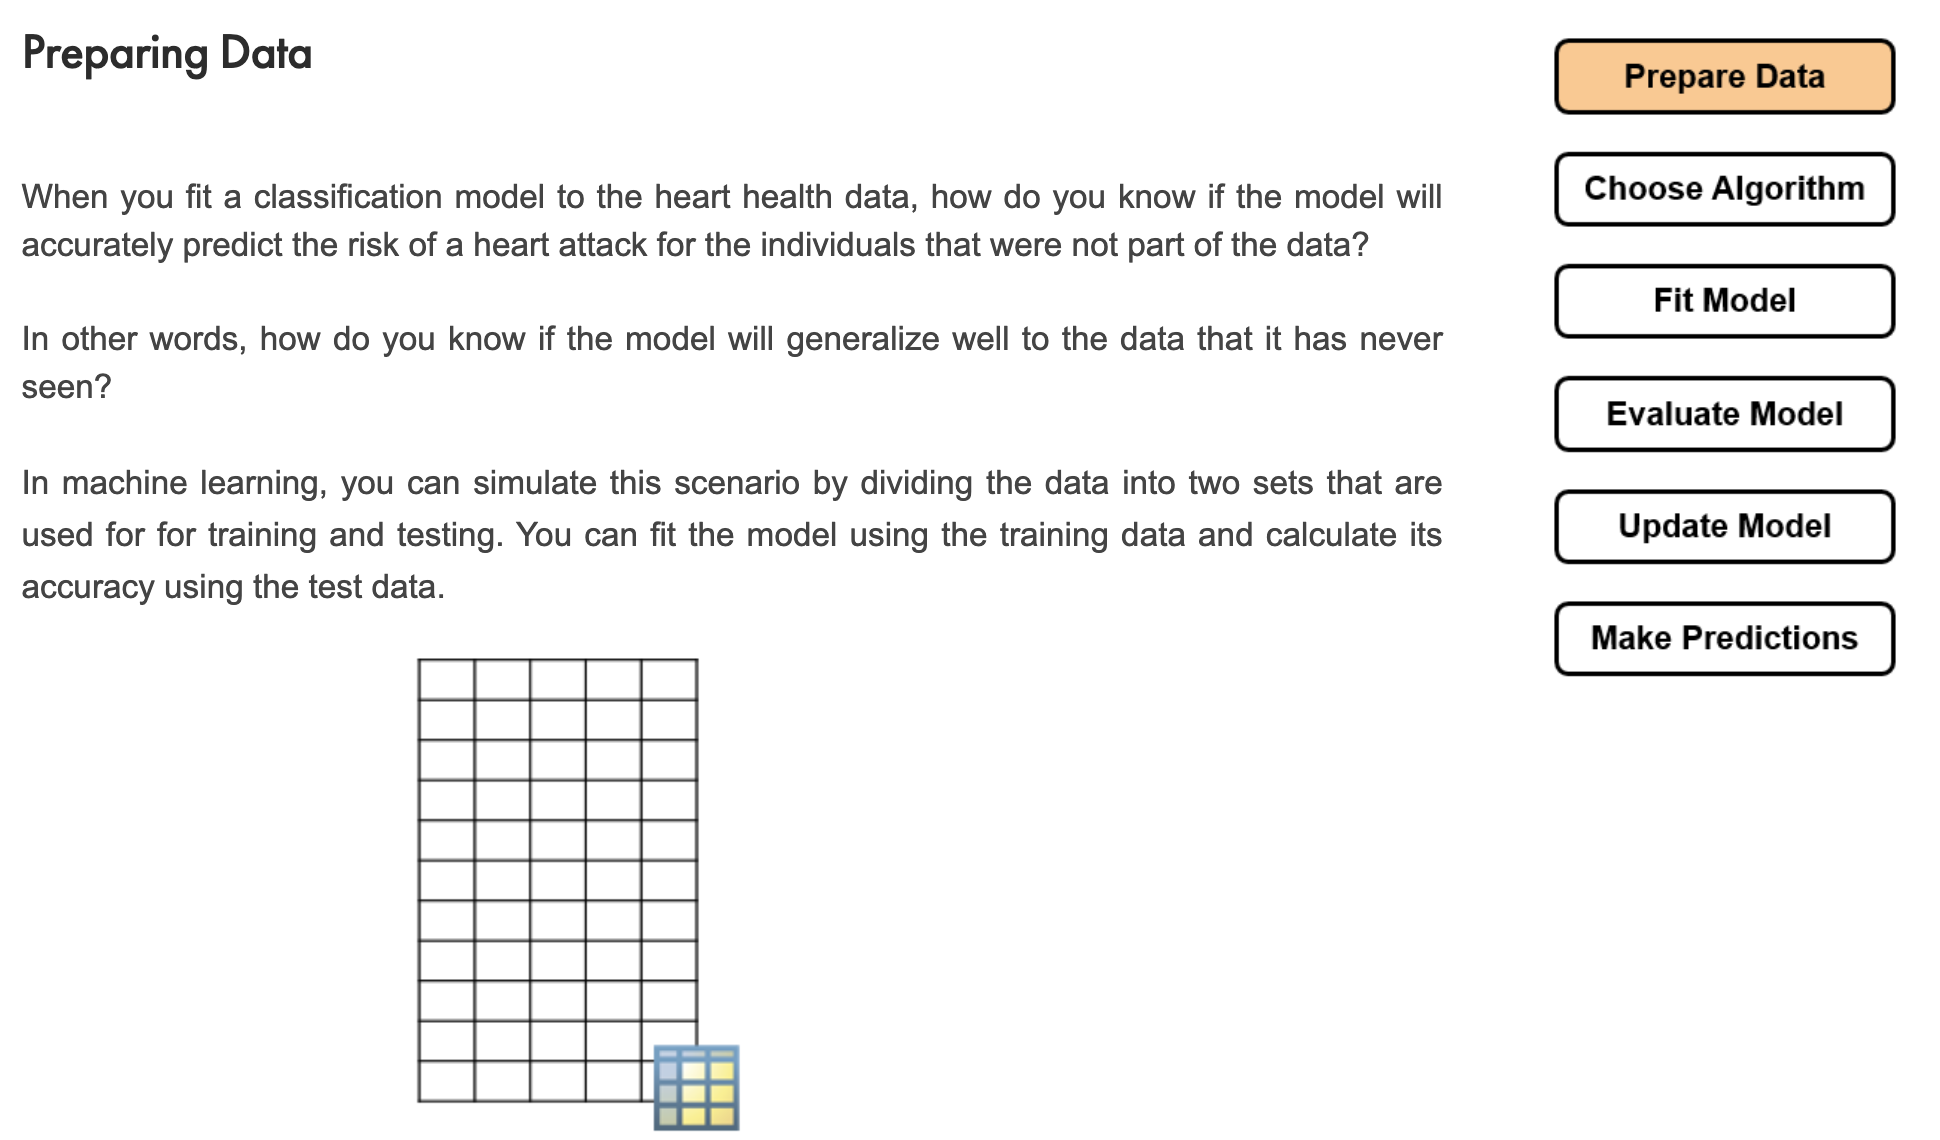 Preparing Data
When you fit a classification model to the heart health data, how do you know if the model will
accurately predict the risk of a heart attack for the individuals that were not part of the data?
In other words, how do you know if the model will generalize well to the data that it has never
seen?
In machine learning, you can simulate this scenario by dividing the data into two sets that are
used for for training and testing. You can fit the model using the training data and calculate its
accuracy using the test data.
Prepare Data
Choose Algorithm
Fit Model
Evaluate Model
Update Model
Make Predictions